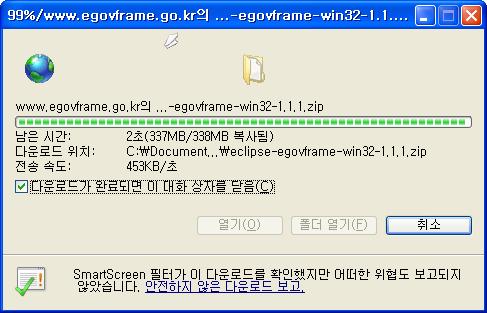 99%/www.egovframe.go.kr의 ...-egovframe-win32-1.1....
www.egovframe.go.kr의 ...-egovframe-win32-1.1.1.zip
남은 시간: 2초(337MB/338MB 복사됨)
다운로드 위치: C:₩Document...₩eclipse-egovframe-win32-1.1.1.zip
전송 속도: 453KB/초
다운로드가 완료되면 이 대화 상자를 닫음(C)
열기(O) 폴더 열기(F) 취소
SmartScreen 필터가 이 다운로드를 확인했지만 어떠한 위협도 보고되지
않았습니다. 안전하지 않은 다운로드 보고.